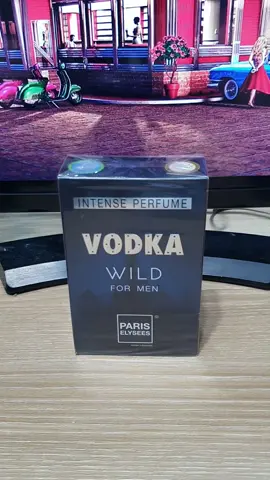 INTENSE PERFUME
VODKA
WILD
FOR MEN
PARIS
ELYSEES